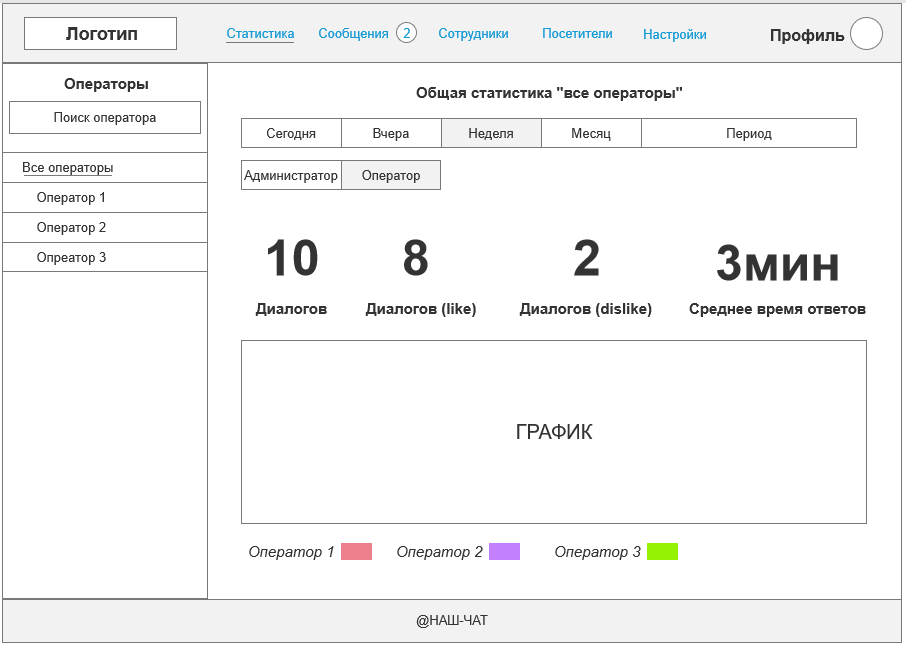 Логотип
Статистика Сообщения 2 Сотрудники Посетители Настройки
Профиль
Операторы
Поиск оператора
Все операторы
Оператор 1
Оператор 2
Опреатор 3
Общая статистика "все операторы"
Сегодня Вчера Неделя Месяц Период
Администратор Оператор
10 8 2 3мин
Диалогов Диалогов (like) Диалогов (dislike) Среднее время ответов
ГРАФИК
Оператор 1 Оператор 2 Оператор 3
@НАШ-ЧАТ